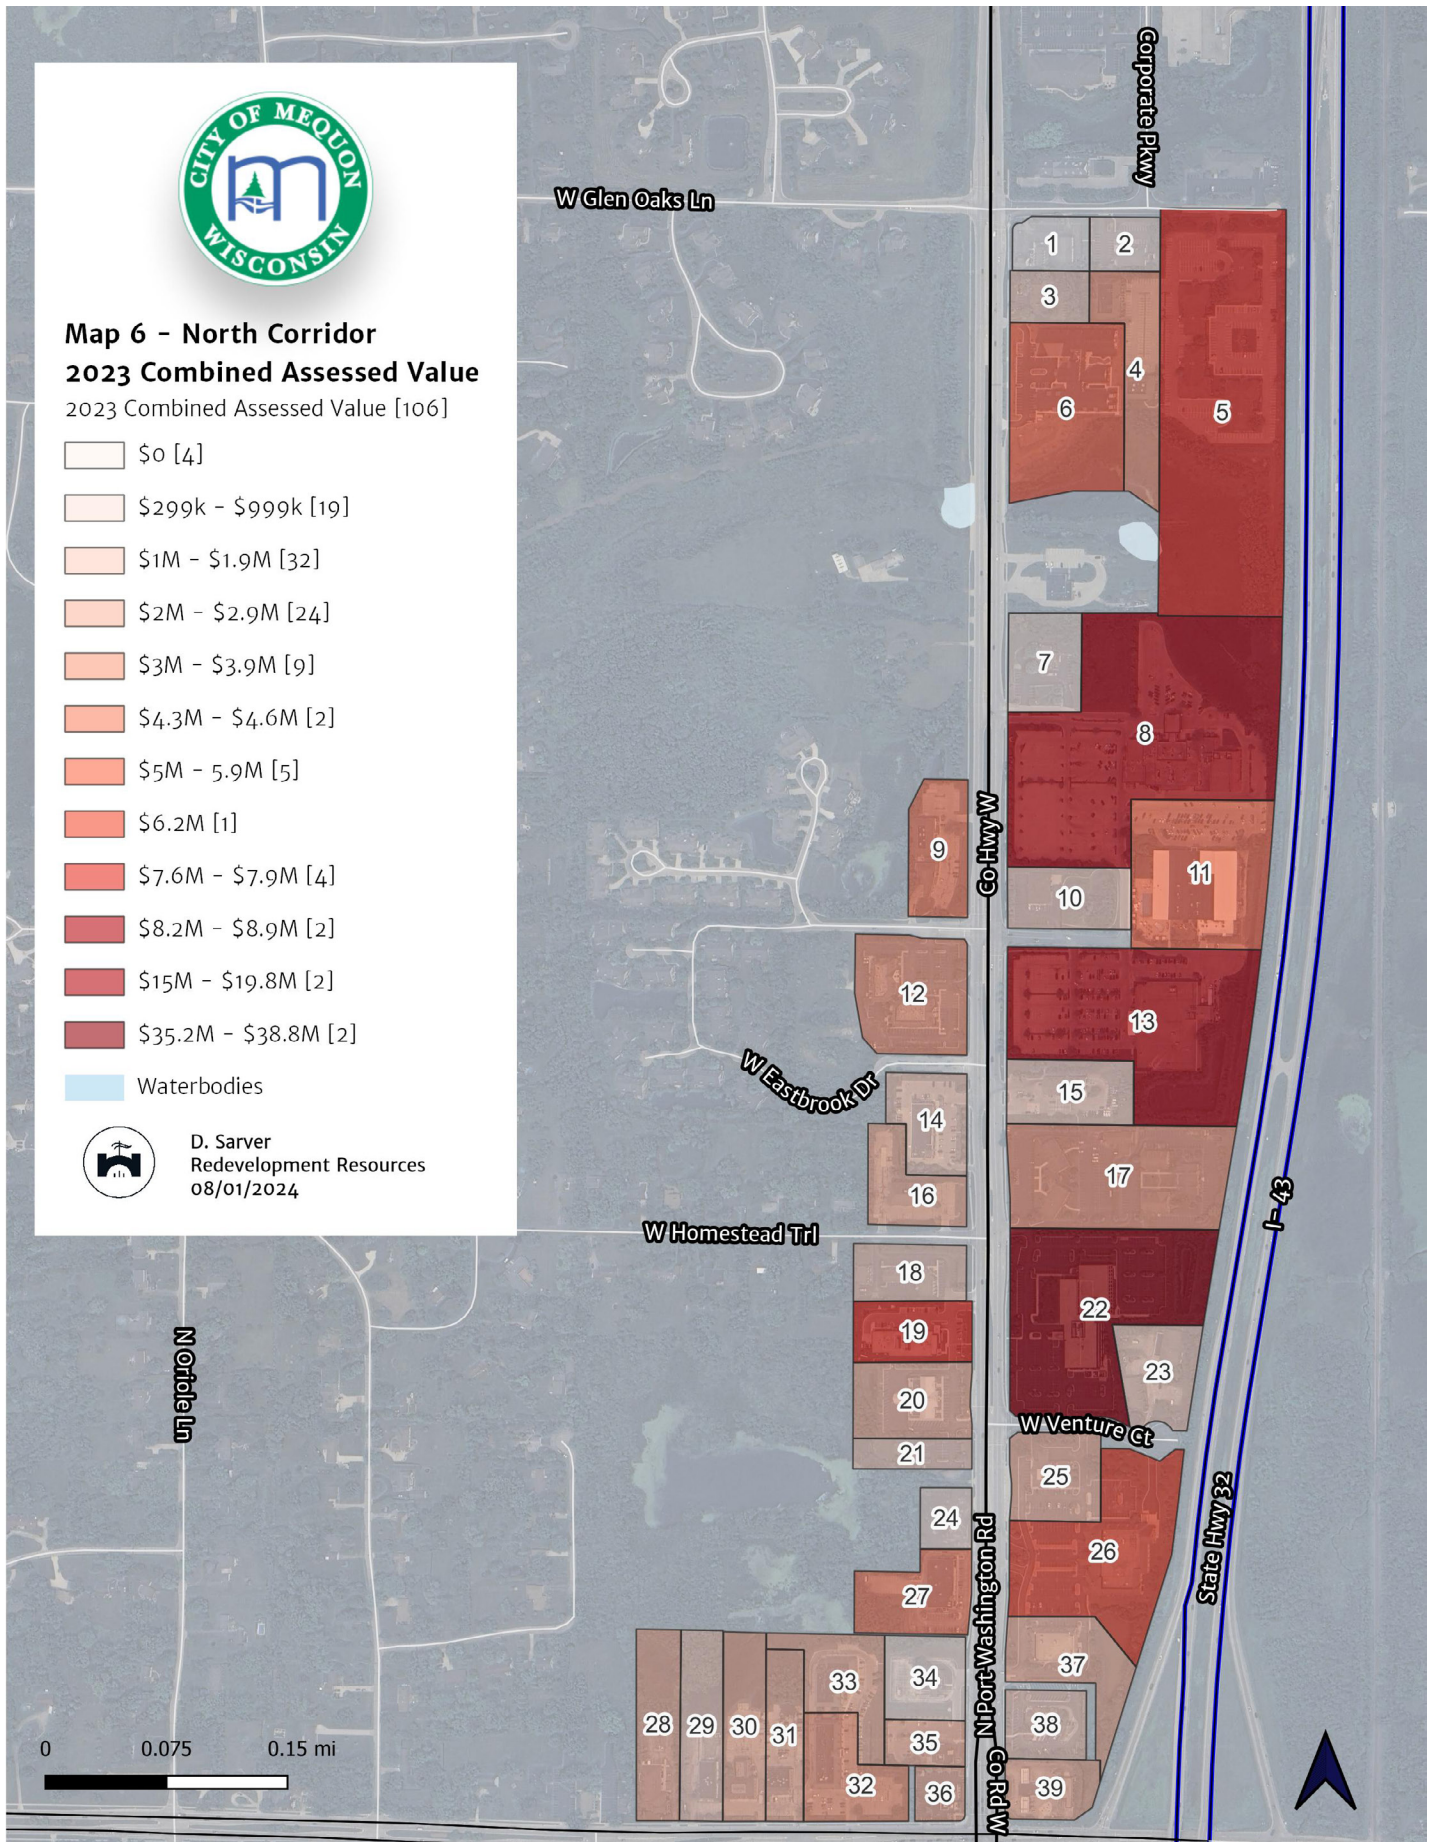 CITY OF MEQUON
WISCONSIN
Map 6 - North Corridor
2023 Combined Assessed Value
2023 Combined Assessed Value [106]
$0 [4]
$299k - $999k [19]
$1M - $1.9M [32]
$2M - $2.9M [24]
$3M - $3.9M [9]
$4.3M - $4.6M [2]
$5M - 5.9M [5]
$6.2M [1]
$7.6M - $7.9M [4]
$8.2M - $8.9M [2]
$15M - $19.8M [2]
$35.2M - $38.8M [2]
Waterbodies
D. Sarver
Redevelopment Resources
08/01/2024
Corporate Pkwy
W Glen Oaks Ln
1
2
3
4
5
6
7
8
Co Hwy W
9
10
11
12
13
W Eastbrook Dr
14
15
16
17
I- 43
W Homestead Trl
18
19
20
21
22
23
N Oriole Ln
W Venture Ct
24
25
26
27
State Hwy 32
N Port Washington Rd
28
29
30
31
32
33
34
35
36
37
38
39
Co Rd W
0 0.075 0.15 mi